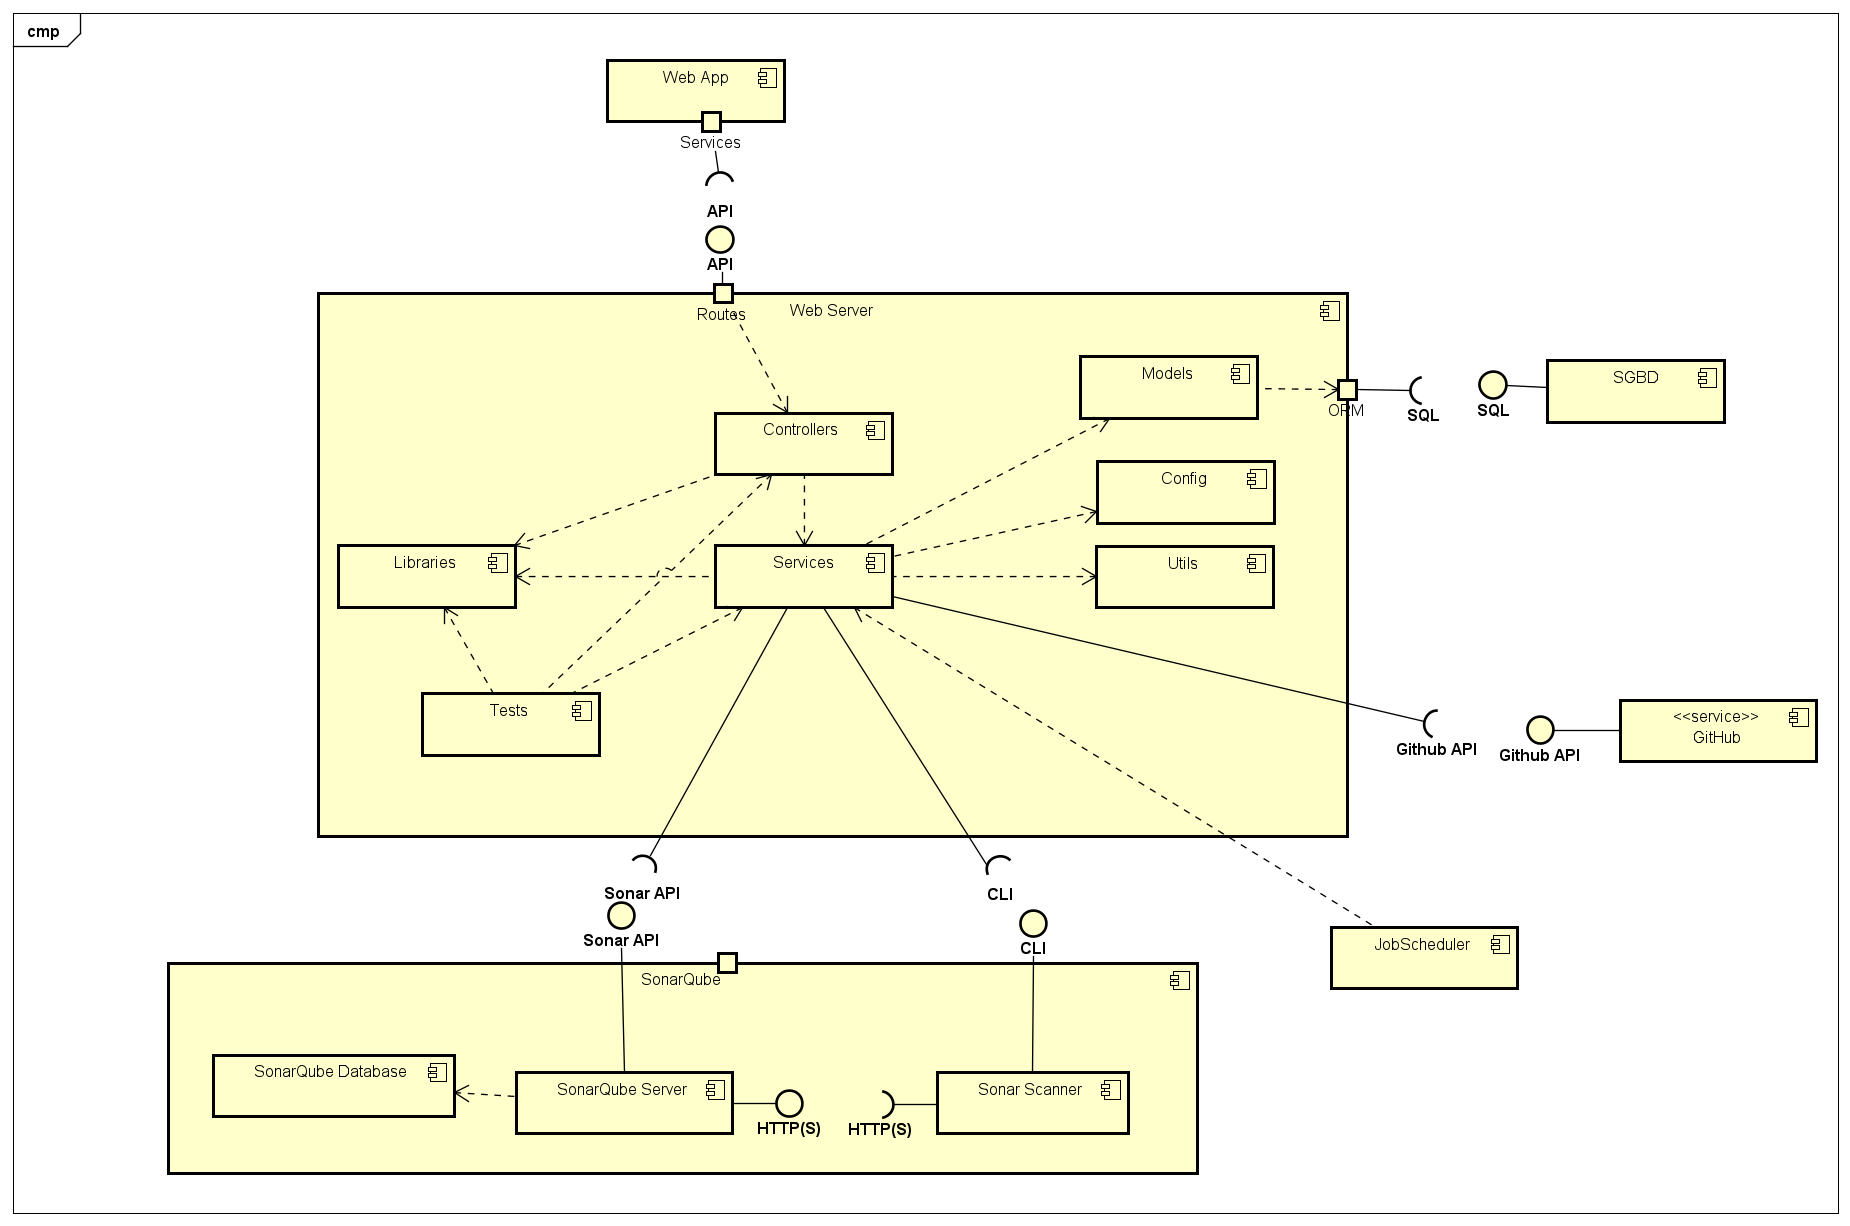 cmp
Web App
Services
API
API
Routes
Web Server
Models
ORM
SQL
SQL
SGBD
Controllers
Config
Libraries
Services
Utils
Tests
Github API
Github API
<<service>>
GitHub
Sonar API
Sonar API
CLI
CLI
JobScheduler
SonarQube
SonarQube Database
SonarQube Server
HTTP(S)
HTTP(S)
Sonar Scanner